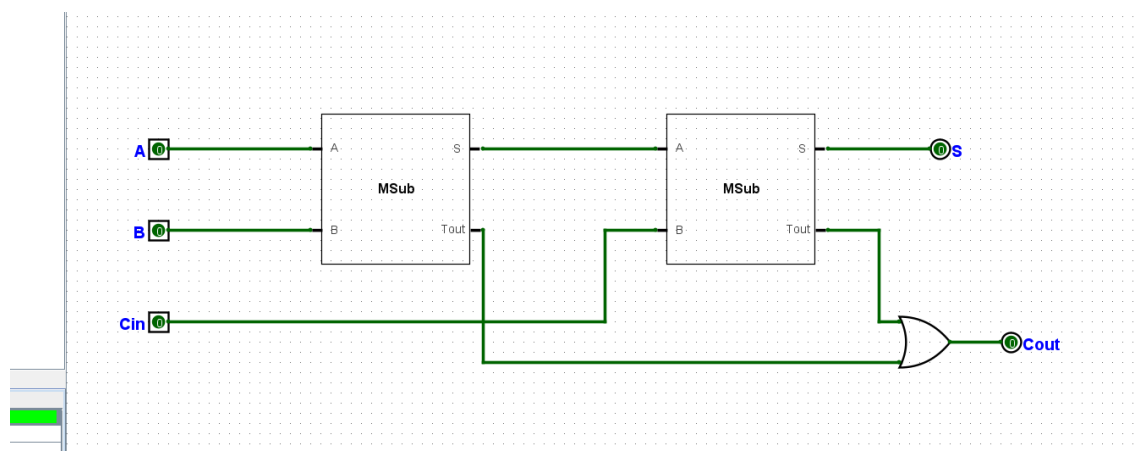 A 0 A S A S 0 S
MSub MSub
B 0 B Tout B Tout
Cin 0
0 Cout